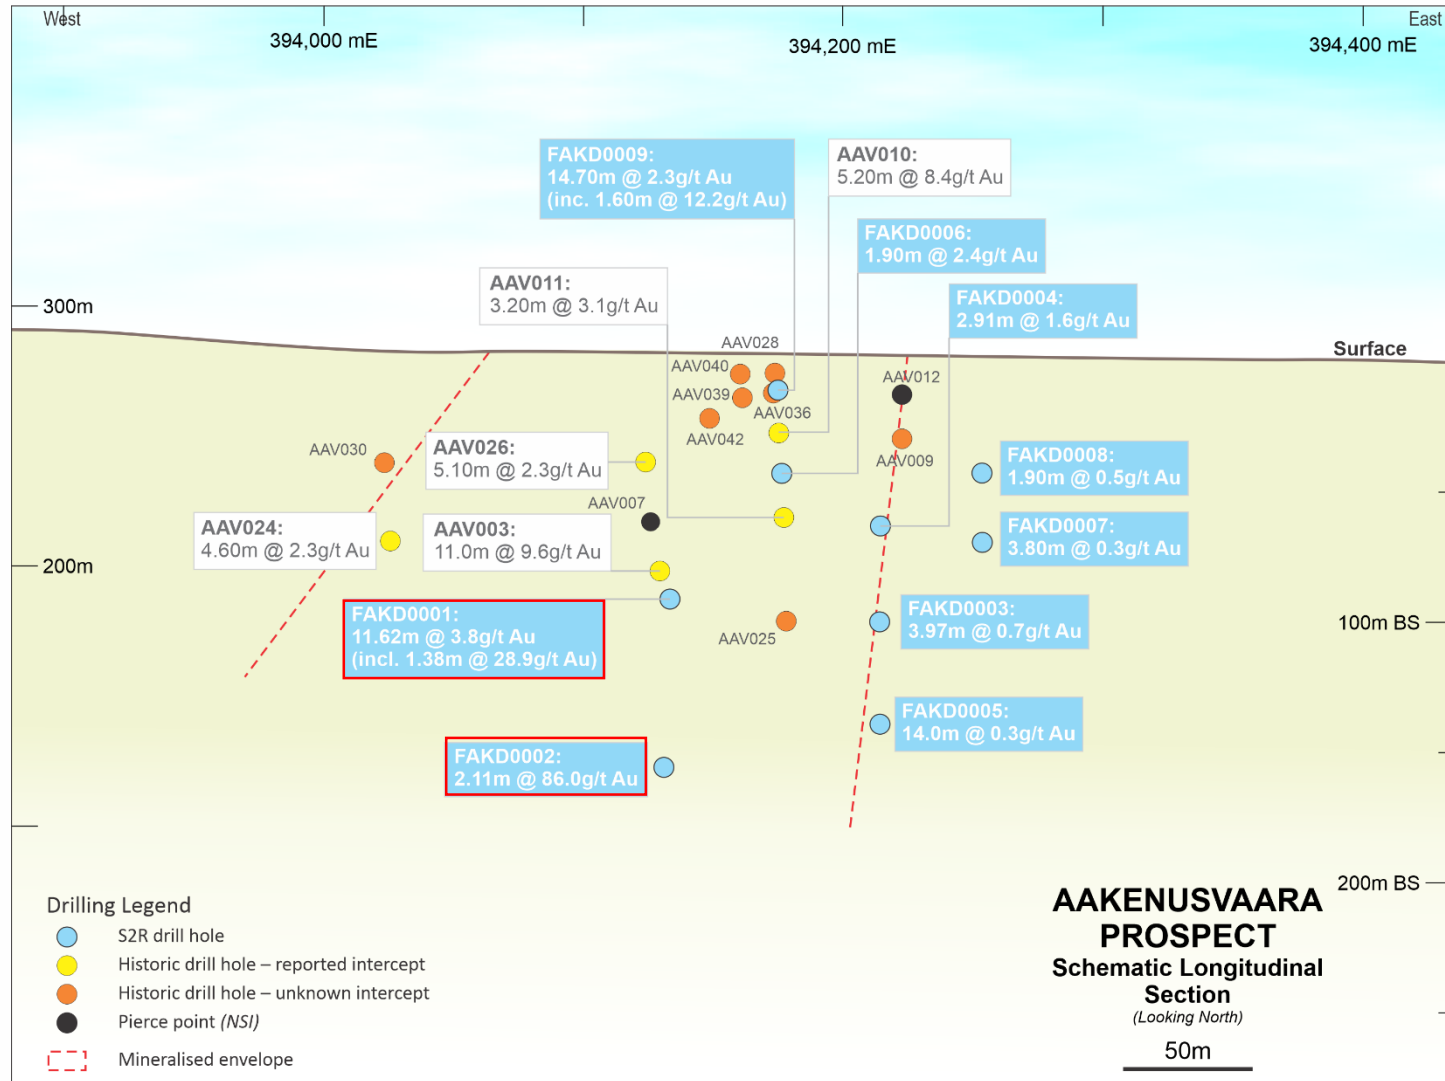 West
East
394,000 mE
394,200 mE
394,400 mE
FAKD0009:
14.70m @ 2.3g/t Au
(inc. 1.60m @ 12.2g/t Au)
AAV010:
5.20m @ 8.4g/t Au
FAKD0006:
1.90m @ 2.4g/t Au
AAV011:
3.20m @ 3.1g/t Au
FAKD0004:
2.91m @ 1.6g/t Au
300m
Surface
AAV028
AAV040
AAV039
AAV036
AAV042
AAV012
AAV009
AAV030
AAV026:
5.10m @ 2.3g/t Au
FAKD0008:
1.90m @ 0.5g/t Au
AAV007
AAV024:
4.60m @ 2.3g/t Au
AAV003:
11.0m @ 9.6g/t Au
FAKD0007:
3.80m @ 0.3g/t Au
200m
FAKD0001:
11.62m @ 3.8g/t Au
(incl. 1.38m @ 28.9g/t Au)
AAV025
FAKD0003:
3.97m @ 0.7g/t Au
100m BS
FAKD0005:
14.0m @ 0.3g/t Au
FAKD0002:
2.11m @ 86.0g/t Au
200m BS
Drilling Legend
S2R drill hole
Historic drill hole – reported intercept
Historic drill hole – unknown intercept
Pierce point (NSI)
Mineralised envelope
AAKENUSVAARA
PROSPECT
Schematic Longitudinal
Section
(Looking North)
50m